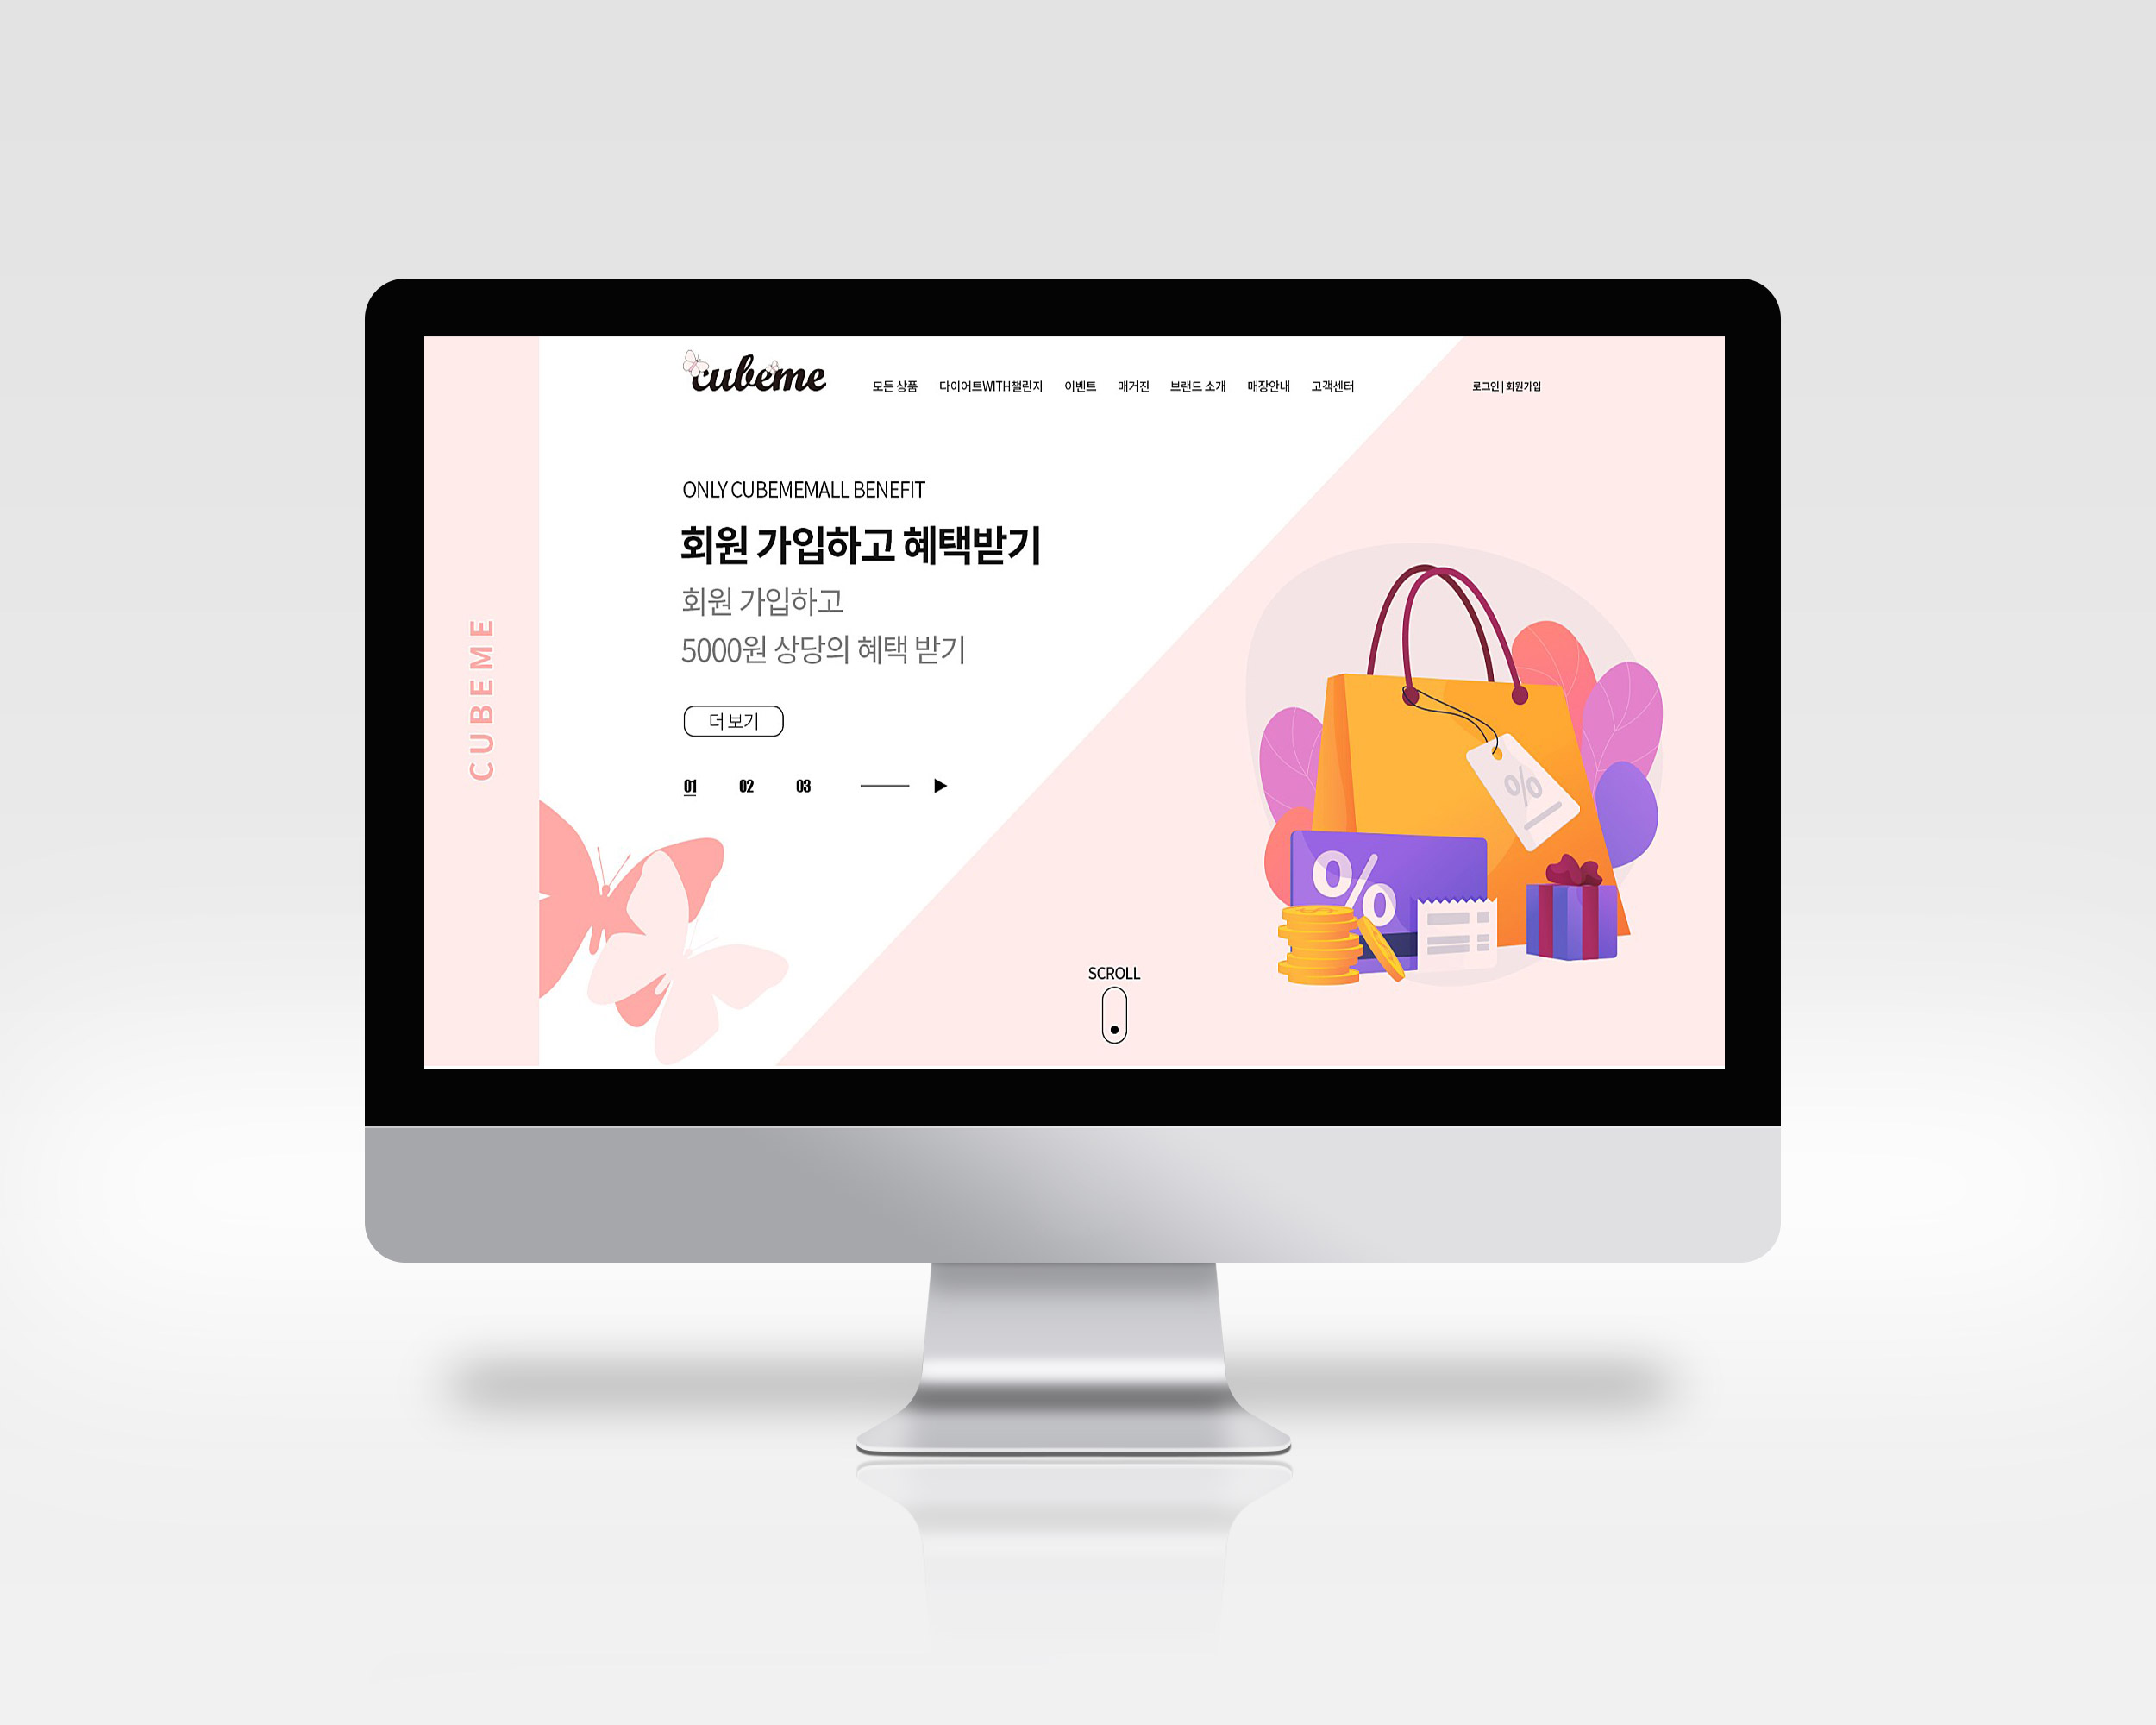 cubeme
모든 상품 다이어트WITH챌린지 이벤트 매거진 브랜드 소개 매장안내 고객센터 로그인 | 회원가입
CUBEME
ONLY CUBEMEMALL BENEFIT
회원 가입하고 혜택받기
회원 가입하고
5000원 상당의 혜택 받기
더 보기
01 02 03
%
%
SCROLL